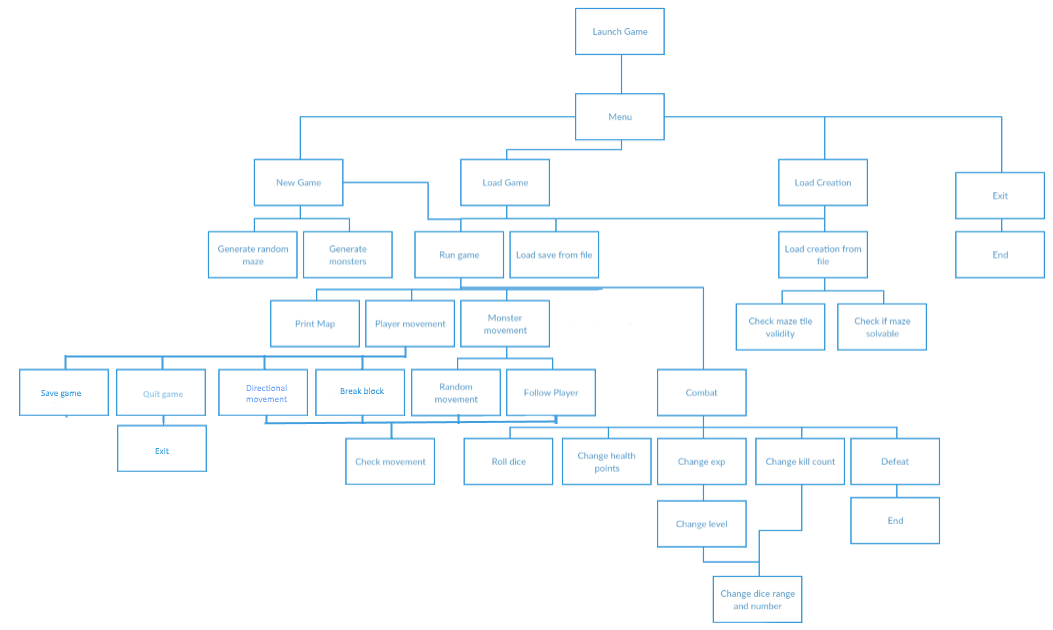 Launch Game
Menu
New Game
Load Game
Load Creation
Exit
Generate random
maze
Generate
monsters
Run game
Load save from file
Load creation from
file
End
Print Map
Player movement
Monster
movement
Check maze tile
validity
Check if maze
solvable
Save game
Quit game
Directional
movement
Break block
Random
movement
Follow Player
Combat
Exit
Check movement
Roll dice
Change health
points
Change exp
Change kill count
Defeat
Change level
End
Change dice range
and number